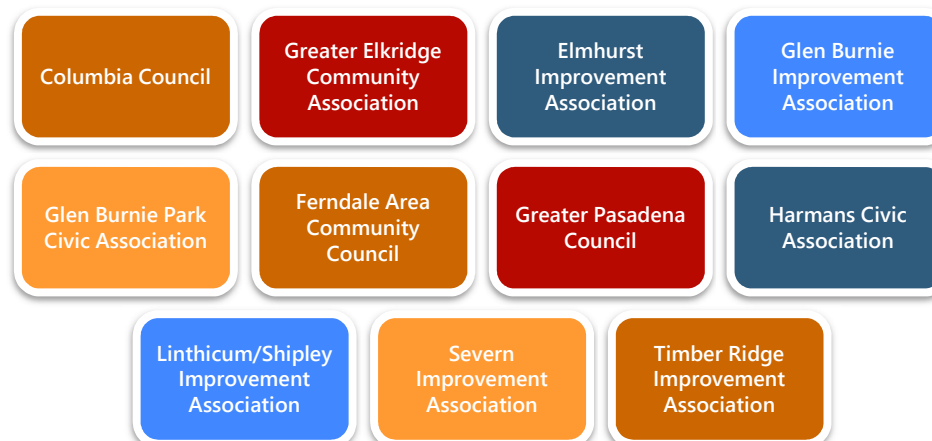 Columbia Council
Greater Elkridge
Community
Association
Elmhurst
Improvement
Association
Glen Burnie
Improvement
Association
Glen Burnie Park
Civic Association
Ferndale Area
Community
Council
Greater Pasadena
Council
Harmans Civic
Association
Linthicum/Shipley
Improvement
Association
Severn
Improvement
Association
Timber Ridge
Improvement
Association